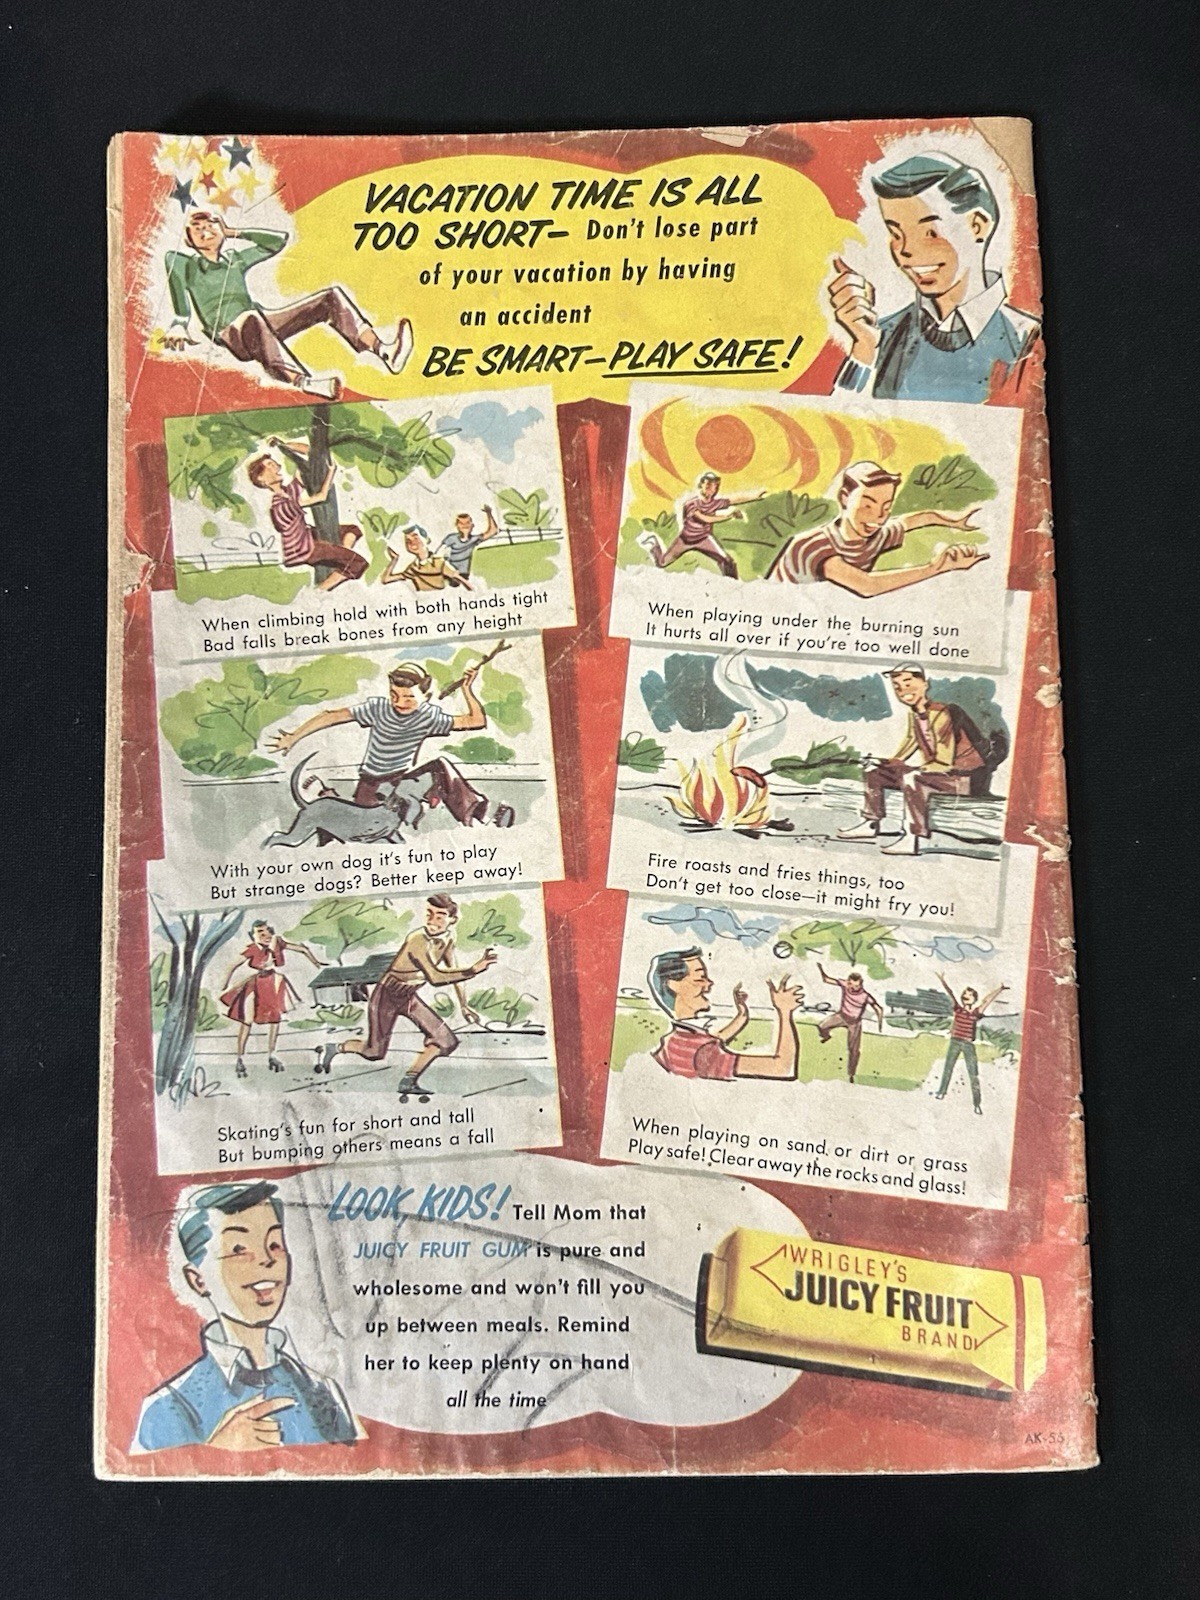 VACATION TIME IS ALL
TOO SHORT— Don't lose part
of your vacation by having
an accident
BE SMART—PLAY SAFE!
When climbing hold with both hands tight
Bad falls break bones from any height
When playing under the burning sun
It hurts all over if you're too well done
With your own dog it's fun to play
But strange dogs? Better keep away!
Fire roasts and fries things, too
Don't get too close—it might fry you!
Skating's fun for short and tall
But bumping others means a fall
When playing on sand or dirt or grass
Play safe! Clear away the rocks and glass!
LOOK, KIDS! Tell Mom that
JUICY FRUIT GUM is pure and
wholesome and won't fill you
up between meals. Remind
her to keep plenty on hand
all the time
WRIGLEY'S
JUICY FRUIT
BRAND
AK-55